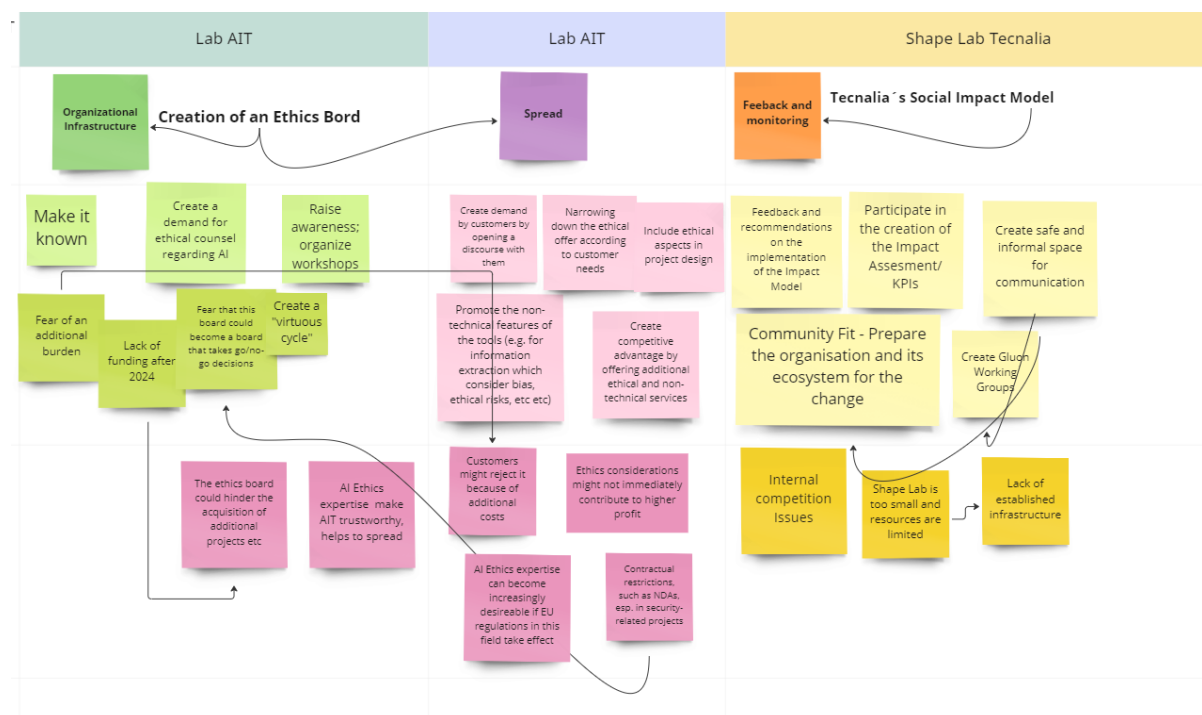 Lab AIT
Lab AIT
Shape Lab Tecnalia
Organizational
Infrastructure
Creation of an Ethics Bord
Spread
Feeback and
monitoring
Tecnalia´s Social Impact Model
Make it
known
Create a
demand for
ethical counsel
regarding AI
Raise
awareness;
organize
workshops
Fear of an
additional
burden
Lack of
funding after
2024
Fear that this
board could
become a board
that takes go/no-
go decisions
Create a
"virtuous
cycle"
Create demand
by customers by
opening a
discourse with
them
Narrowing
down the ethical
offer according
to customer
needs
Include ethical
aspects in
project design
Promote the non-
technical features of
the tools (e.g. for
information
extraction which
consider bias,
ethical risks, etc etc)
Create
competitive
advantage by
offering additional
ethical and non-
technical services
Feedback and
recommendations
on the
implementation
of the Impact
Model
Participate in
the creation of
the Impact
Assesment/
KPIs
Create safe and
informal space
for
communication
Community Fit - Prepare
the organisation and its
ecosystem for the
change
Create Gluon
Working
Groups
The ethics board
could hinder the
acquisition of
additional
projects etc
AI Ethics
expertise make
AIT trustworthy,
helps to spread
Customers
might reject it
because of
additional
costs
Ethics considerations
might not immediately
contribute to higher
profit
AI Ethics expertise
can become
increasingly
desireable if EU
regulations in this
field take effect
Contractual
restrictions,
such as NDAs,
esp. in security-
related projects
Internal
competition
Issues
Shape Lab is
too small and
resources are
limited
Lack of
established
infrastructure